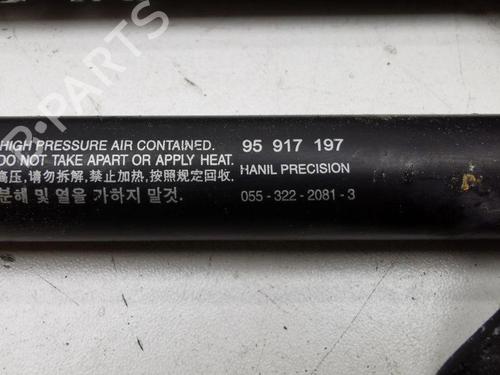 HIGH PRESSURE AIR CONTAINED.
DO NOT TAKE APART OR APPLY HEAT.
高压,请勿拆解,禁止加热,按照规定回收.
분해 및 열을 가하지 말것.
95 917 197
HANIL PRECISION
055-322-2081-3